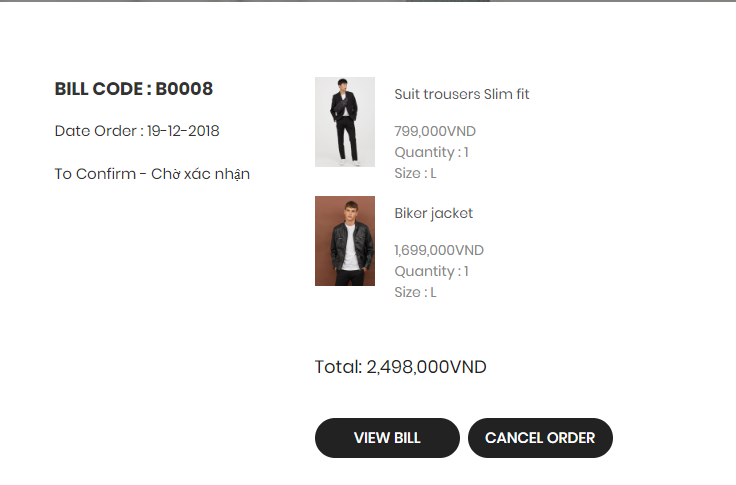 BILL CODE : B0008
Date Order : 19-12-2018
To Confirm - Chờ xác nhận
Suit trousers Slim fit
799,000VND
Quantity : 1
Size : L
Biker jacket
1,699,000VND
Quantity : 1
Size : L
Total: 2,498,000VND
VIEW BILL
CANCEL ORDER